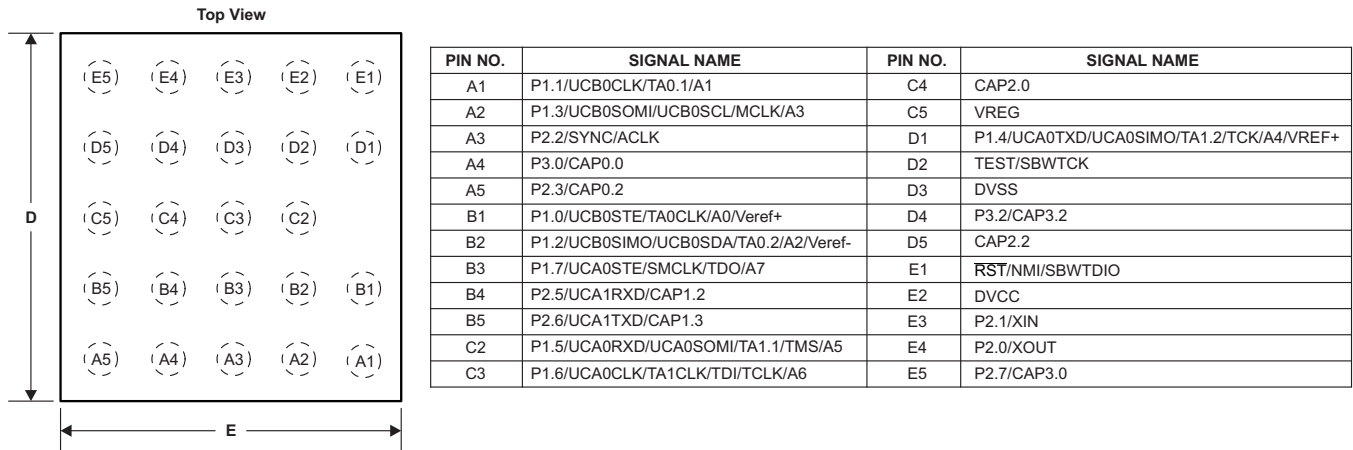 Top View
E5 E4 E3 E2 E1
D5 D4 D3 D2 D1
D
C5 C4 C3 C2
B5 B4 B3 B2 B1
A5 A4 A3 A2 A1
E
PIN NO. SIGNAL NAME PIN NO. SIGNAL NAME
A1 P1.1/UCB0CLK/TA0.1/A1 C4 CAP2.0
A2 P1.3/UCB0SOMI/UCB0SCL/MCLK/A3 C5 VREG
A3 P2.2/SYNC/ACLK D1 P1.4/UCA0TXD/UCA0SIMO/TA1.2/TCK/A4/VREF+
A4 P3.0/CAP0.0 D2 TEST/SBWTCK
A5 P2.3/CAP0.2 D3 DVSS
B1 P1.0/UCB0STE/TA0CLK/A0/Veref+ D4 P3.2/CAP3.2
B2 P1.2/UCB0SIMO/UCB0SDA/TA0.2/A2/Veref- D5 CAP2.2
B3 P1.7/UCA0STE/SMCLK/TDO/A7 E1 R̅S̅T̅/NMI/SBWTDIO
B4 P2.5/UCA1RXD/CAP1.2 E2 DVCC
B5 P2.6/UCA1TXD/CAP1.3 E3 P2.1/XIN
C2 P1.5/UCA0RXD/UCA0SOMI/TA1.1/TMS/A5 E4 P2.0/XOUT
C3 P1.6/UCA0CLK/TA1CLK/TDI/TCLK/A6 E5 P2.7/CAP3.0